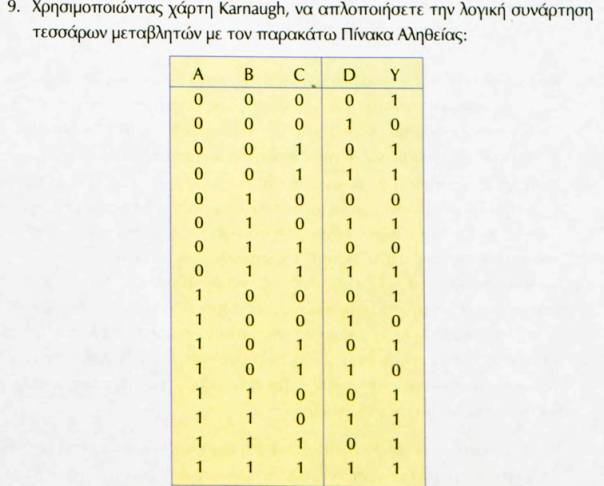 9. Χρησιμοποιώντας χάρτη Karnaugh, να απλοποιήσετε την λογική συνάρτηση
τεσσάρων μεταβλητών με τον παρακάτω Πίνακα Αληθείας:
A B C D Y
0 0 0 0 1
0 0 0 1 0
0 0 1 0 1
0 0 1 1 1
0 1 0 0 0
0 1 0 1 1
0 1 1 0 0
0 1 1 1 1
1 0 0 0 1
1 0 0 1 0
1 0 1 0 1
1 0 1 1 0
1 1 0 0 1
1 1 0 1 1
1 1 1 0 1
1 1 1 1 1